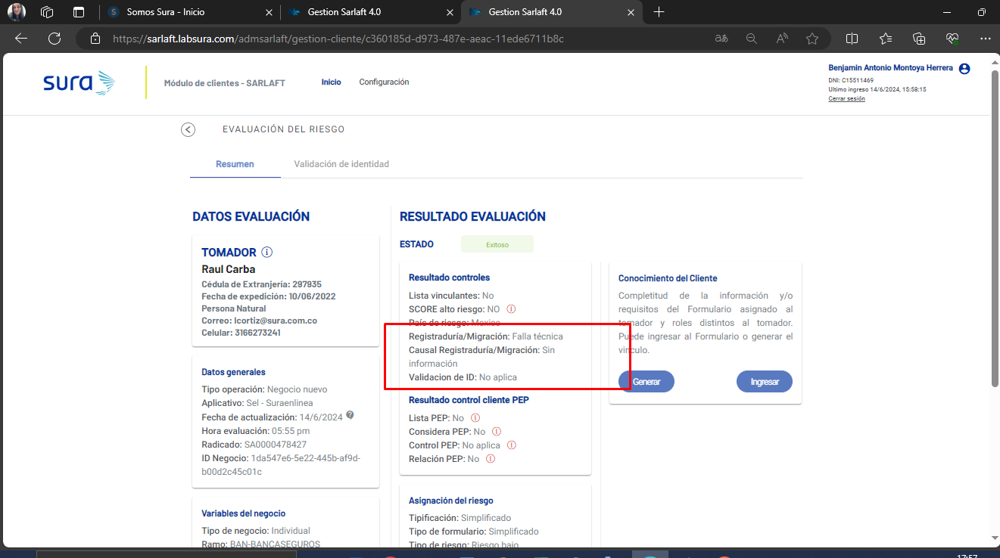 Somos Sura - Inicio
Gestion Sarlaft 4.0
Gestion Sarlaft 4.0
https://sarlaft.labsura.com/admsarlaft/gestion-cliente/c360185d-d973-487e-aeac-11ede6711b8c
sura
Módulo de clientes - SARLAFT
Inicio
Configuración
Benjamin Antonio Montoya Herrera
DNI: C15511469
Ultimo ingreso 14/6/2024, 15:58:15
Cerrar sesión
EVALUACIÓN DEL RIESGO
Resumen
Validación de identidad
DATOS EVALUACIÓN
TOMADOR
Raul Carba
Cédula de Extranjería: 297935
Fecha de expedición: 10/06/2022
Persona Natural
Correo: lcortiz@sura.com.co
Celular: 3166273241
Datos generales
Tipo operación: Negocio nuevo
Aplicativo: Sel - Suraenlinea
Fecha de actualización: 14/6/2024
Hora evaluación: 05:55 pm
Radicado: SA0000478427
ID Negocio: 1da547e6-5e22-445b-af9d-
b00d2c45c01c
Variables del negocio
Tipo de negocio: Individual
Ramo: BAN-BANCASEGUROS
RESULTADO EVALUACIÓN
ESTADO
Exitoso
Resultado controles
Lista vinculantes: No
SCORE alto riesgo: NO
País de riesgo: Mexico
Registraduría/Migración: Falla técnica
Causal Registraduría/Migración: Sin
información
Validacion de ID: No aplica
Resultado control cliente PEP
Lista PEP: No
Considera PEP: No
Control PEP: No aplica
Relación PEP: No
Asignación del riesgo
Tipificación: Simplificado
Tipo de formulario: Simplificado
Tipo de riesgo: Riesgo bajo
Conocimiento del Cliente
Completitud de la información y/o
requisitos del Formulario asignado al
tomador y roles distintos al tomador.
Puede ingresar al Formulario o generar el
vinculo.
Generar
Ingresar
17:57